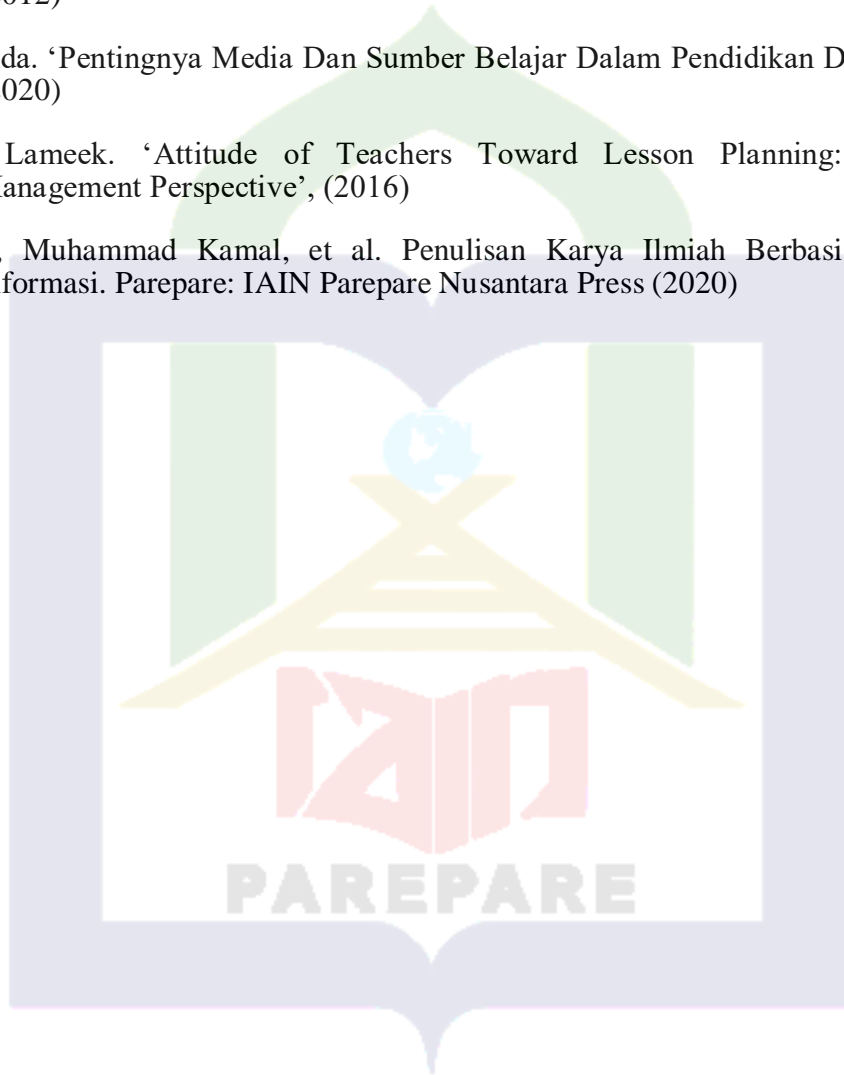 012)
da. ‘Pentingnya Media Dan Sumber Belajar Dalam Pendidikan D
020)
Lameek. ‘Attitude of Teachers Toward Lesson Planning:
Management Perspective’, (2016)
, Muhammad Kamal, et al. Penulisan Karya Ilmiah Berbasi
nformasi. Parepare: IAIN Parepare Nusantara Press (2020)
iain
PAREPARE